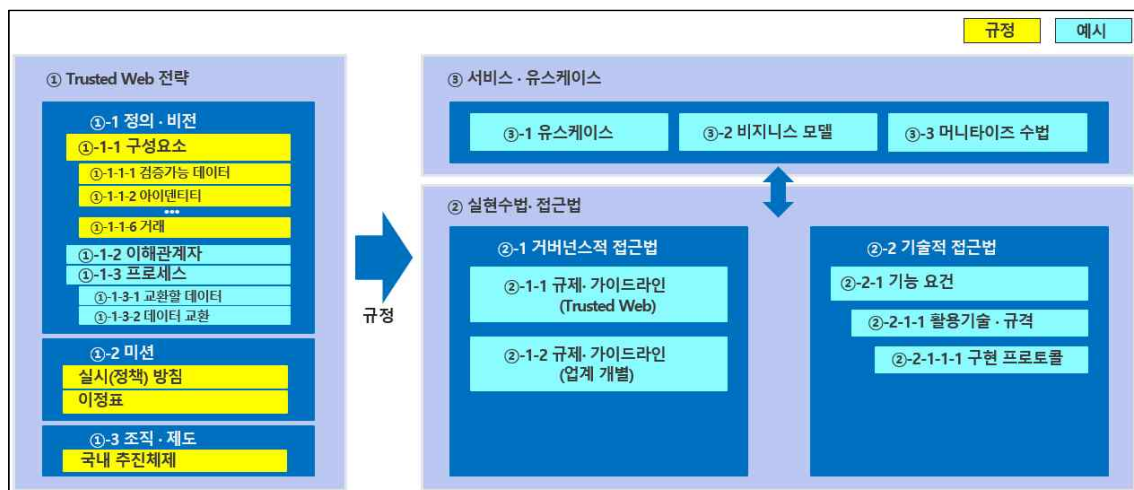 규정
예시
① Trusted Web 전략
①-1 정의 · 비전
①-1-1 구성요소
①-1-1-1 검증가능 데이터
①-1-1-2 아이덴티티
•••
①-1-1-6 거래
①-1-2 이해관계자
①-1-3 프로세스
①-1-3-1 교환할 데이터
①-1-3-2 데이터 교환
①-2 미션
실시(정책) 방침
이정표
①-3 조직 · 제도
국내 추진체제
규정
③ 서비스 · 유스케이스
③-1 유스케이스
③-2 비지니스 모델
③-3 머니타이즈 수법
② 실현수법· 접근법
②-1 거버넌스적 접근법
②-1-1 규제· 가이드라인
(Trusted Web)
②-1-2 규제· 가이드라인
(업계 개별)
②-2 기술적 접근법
②-2-1 기능 요건
②-2-1-1 활용기술 · 규격
②-2-1-1-1 구현 프로토콜